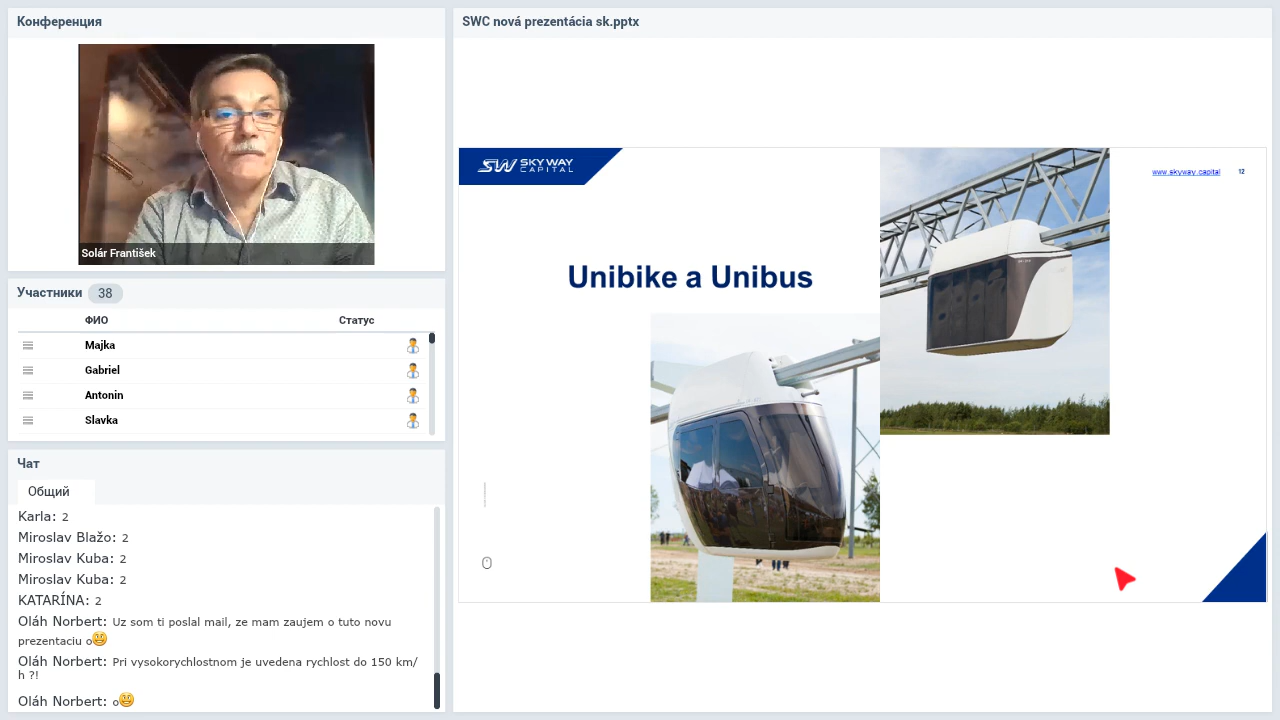 Конференция
Solár František
Участники 38
ФИО Статус
Majka
Gabriel
Antonin
Slavka
Чат
Общий
Karla: 2
Miroslav Blažo: 2
Miroslav Kuba: 2
Miroslav Kuba: 2
KATARÍNA: 2
Oláh Norbert: Uz som ti poslal mail, ze mam zaujem o tuto novu
prezentaciu o
Oláh Norbert: Pri vysokorychlostnom je uvedena rychlost do 150 km/
h ?!
Oláh Norbert: o
SWC nová prezentácia sk.pptx
SW SKY WAY
CAPITAL
www.skyway.capital 12
Unibike a Unibus